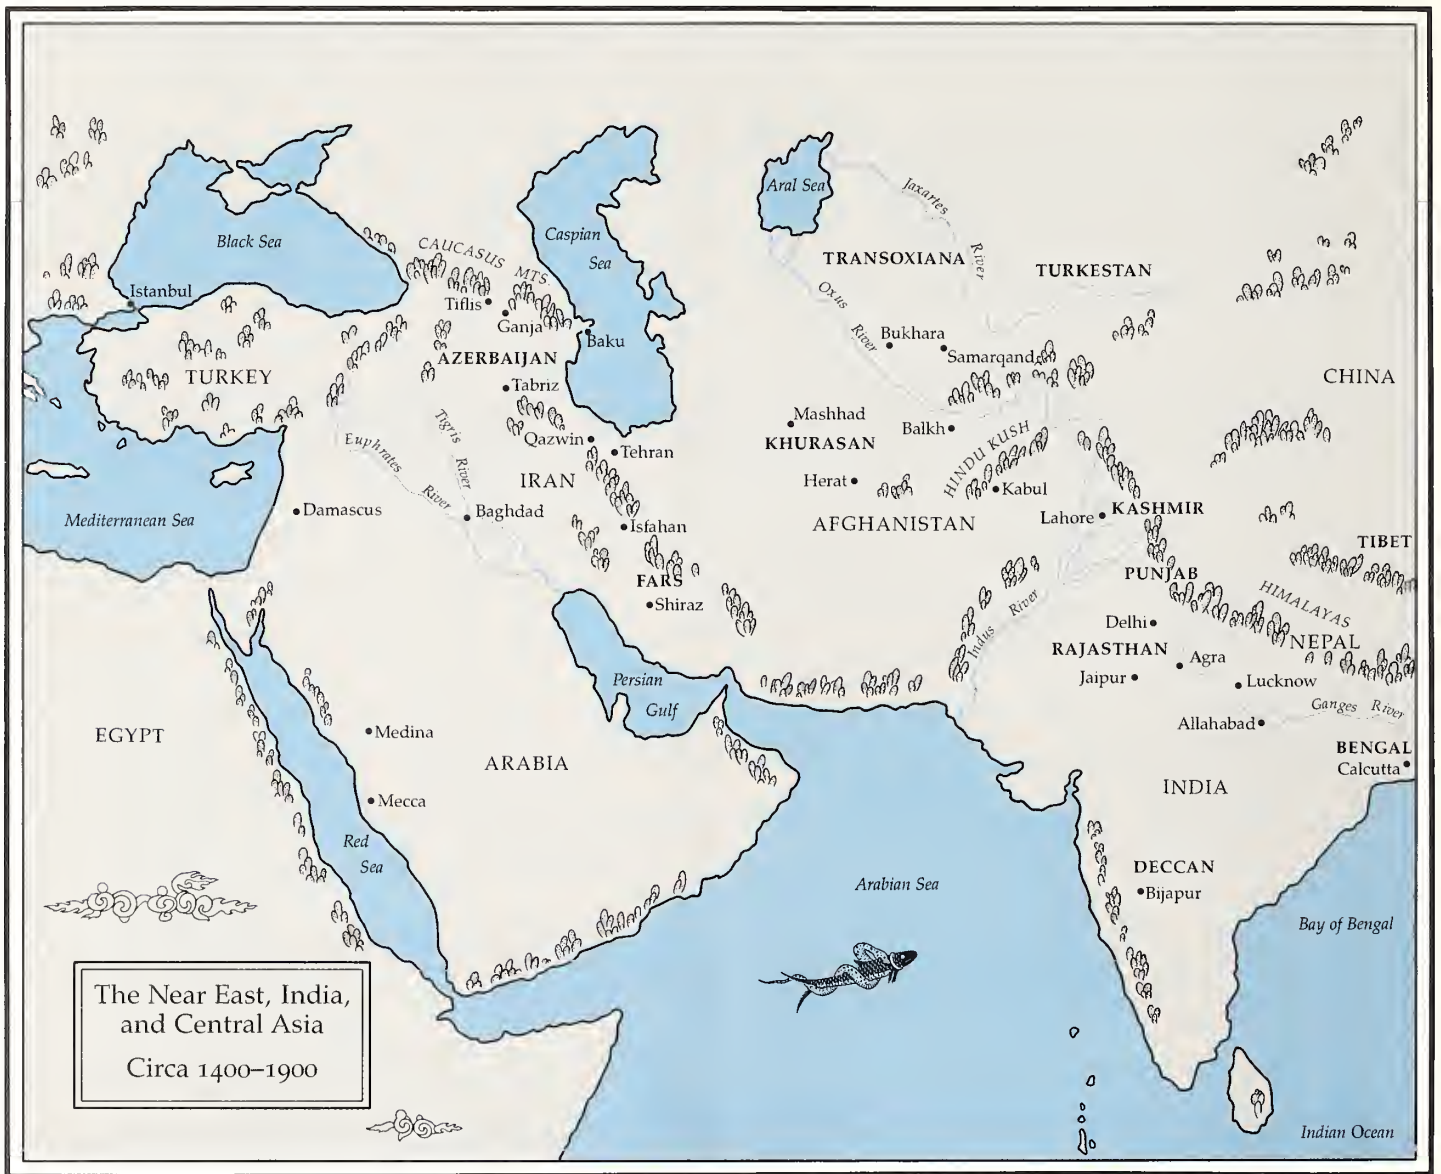 Black Sea
Caspian
Sea
Aral Sea
Jaxartes
River
CAUCASUS MTS.
TRANSOXIANA
TURKESTAN
Istanbul
Tiflis
Ganja
Baku
Oxus
River
Bukhara
Samarqand
AZERBAIJAN
TURKEY
Tabriz
CHINA
Mashhad
Balkh
KHURASAN
HINDU KUSH
Euphrates
River
Tigris
River
Qazwin
Tehran
IRAN
Herat
Kabul
Mediterranean Sea
Damascus
Baghdad
Isfahan
AFGHANISTAN
Lahore
KASHMIR
TIBET
FARS
Shiraz
PUNJAB
HIMALAYAS
Indus River
Delhi
NEPAL
RAJASTHAN
Agra
Jaipur
Lucknow
Persian
Gulf
Ganges River
Allahabad
EGYPT
Medina
ARABIA
BENGAL
Calcutta
INDIA
Mecca
Red
Sea
DECCAN
Bijapur
Arabian Sea
Bay of Bengal
The Near East, India,
and Central Asia
Circa 1400–1900
Indian Ocean